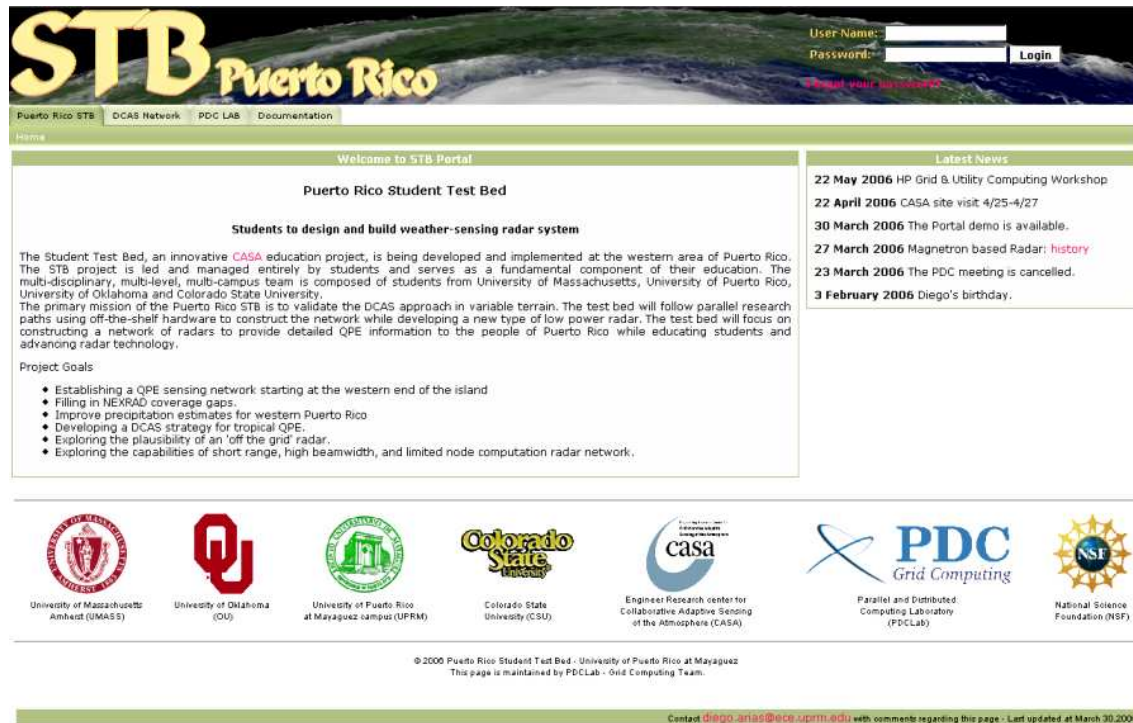 STB Puerto Rico
User Name:
Password:
Login
Forgot your password?
Puerto Rico STB DCAS Network PDC LAB Documentation
Home
Welcome to STB Portal
Puerto Rico Student Test Bed
Students to design and build weather-sensing radar system
The Student Test Bed, an innovative CASA education project, is being developed and implemented at the western area of Puerto Rico.
The STB project is led and managed entirely by students and serves as a fundamental component of their education. The
multi-disciplinary, multi-level, multi-campus team is composed of students from University of Massachusetts, University of Puerto Rico,
University of Oklahoma and Colorado State University.
The primary mission of the Puerto Rico STB is to validate the DCAS approach in variable terrain. The test bed will follow parallel research
paths using off-the-shelf hardware to construct the network while developing a new type of low power radar. The test bed will focus on
constructing a network of radars to provide detailed QPE information to the people of Puerto Rico while educating students and
advancing radar technology.
Project Goals
♦ Establishing a QPE sensing network starting at the western end of the island
♦ Filling in NEXRAD coverage gaps.
♦ Improve precipitation estimates for western Puerto Rico
♦ Developing a DCAS strategy for tropical QPE.
♦ Exploring the plausibility of an 'off the grid' radar.
♦ Exploring the capabilities of short range, high beamwidth, and limited node computation radar network.
Latest News
22 May 2006 HP Grid & Utility Computing Workshop
22 April 2006 CASA site visit 4/25-4/27
30 March 2006 The Portal demo is available.
27 March 2006 Magnetron based Radar: history
23 March 2006 The PDC meeting is cancelled.
3 February 2006 Diego's birthday.
OU
Colorado
State
University
casa
PDC
Grid Computing
NSF
University of Massachusetts
Amherst (UMASS)
University of Oklahoma
(OU)
University of Puerto Rico
at Mayaguez campus (UPRM)
Colorado State
University (CSU)
Engineer Research center for
Collaborative Adaptive Sensing
of the Atmosphere (CASA)
Parallel and Distributed
Computing Laboratory
(PDCLab)
National Science
Foundation (NSF)
© 2006 Puerto Rico Student Test Bed - University of Puerto Rico at Mayaguez
This page is maintained by PDCLab - Grid Computing Team.
Contact diego.arias@ece.uprm.edu with comments regarding this page - Last updated at March 30,200